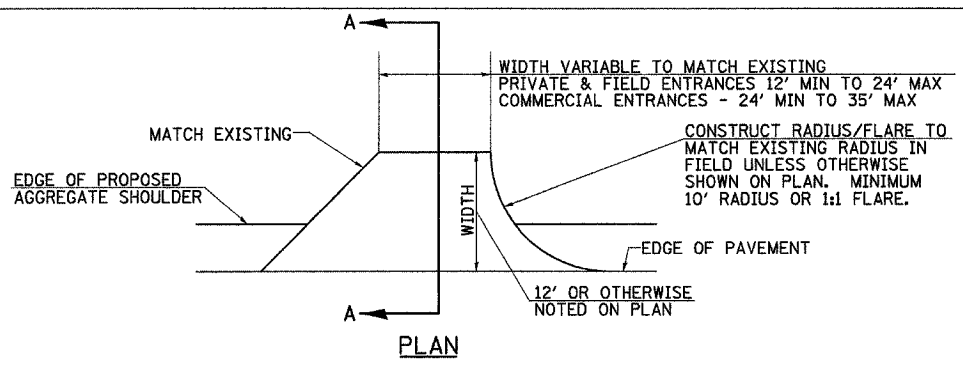 A
WIDTH VARIABLE TO MATCH EXISTING
PRIVATE & FIELD ENTRANCES 12' MIN TO 24' MAX
COMMERCIAL ENTRANCES - 24' MIN TO 35' MAX
MATCH EXISTING
CONSTRUCT RADIUS/FLARE TO
MATCH EXISTING RADIUS IN
FIELD UNLESS OTHERWISE
SHOWN ON PLAN. MINIMUM
10' RADIUS OR 1:1 FLARE.
EDGE OF PROPOSED
AGGREGATE SHOULDER
WIDTH
EDGE OF PAVEMENT
12' OR OTHERWISE
NOTED ON PLAN
A
PLAN